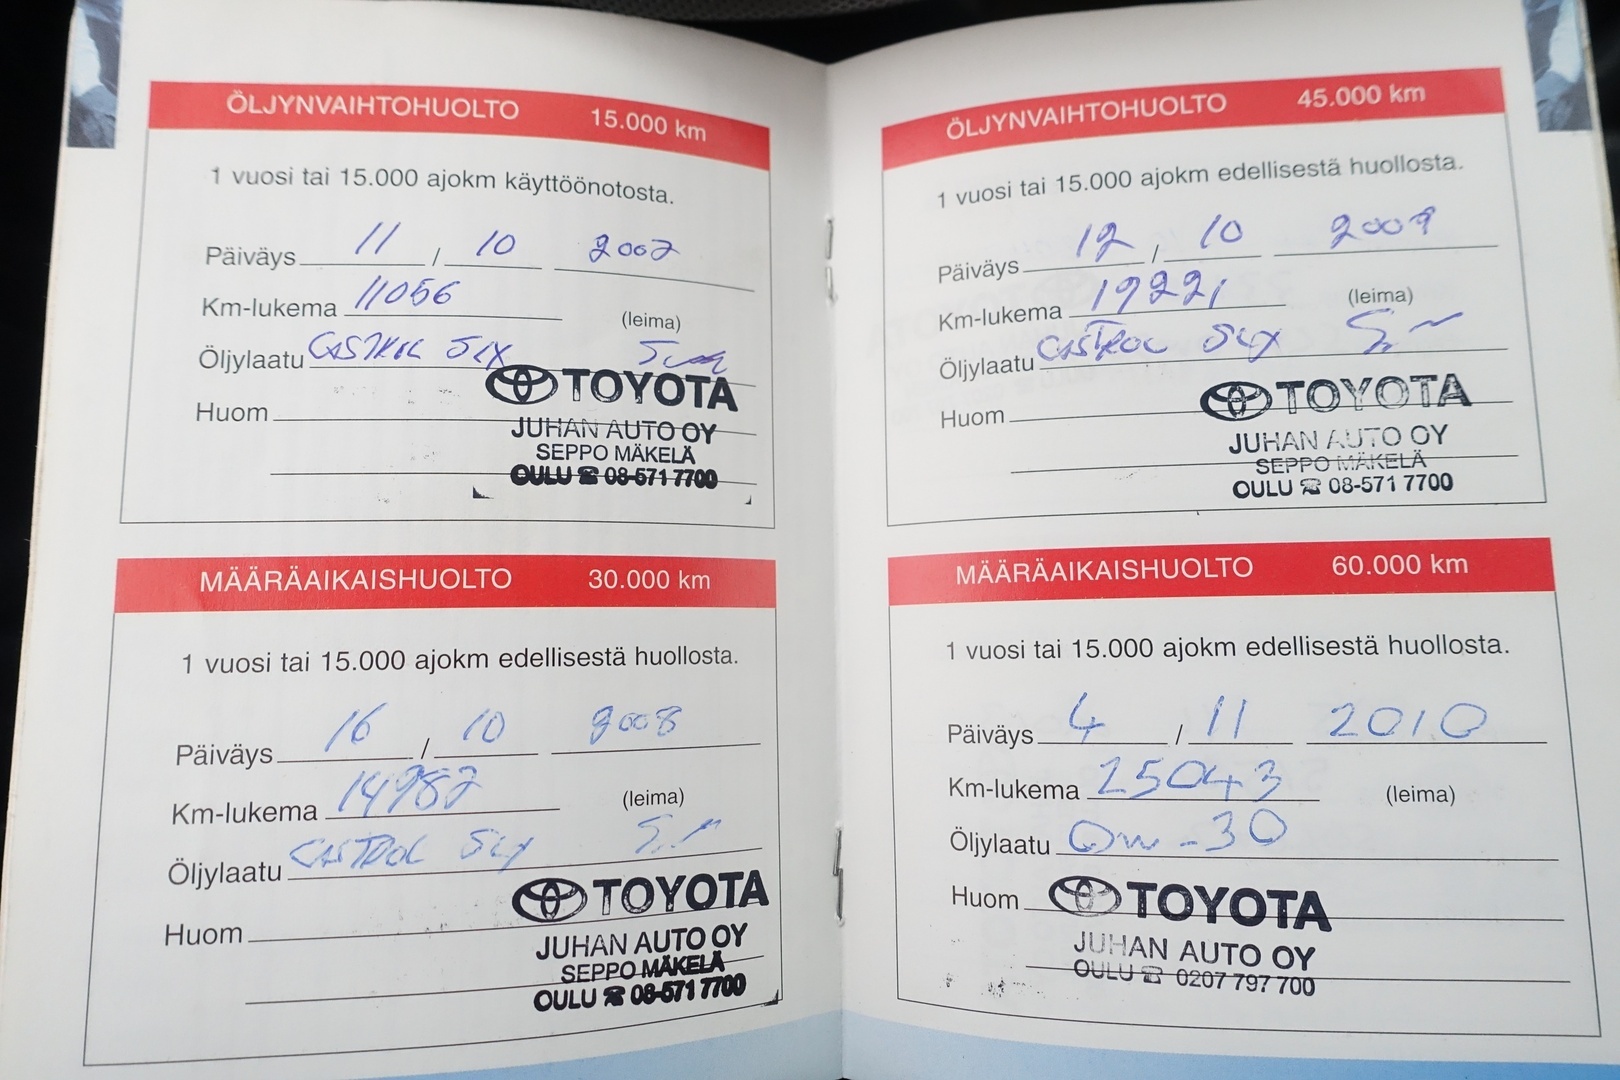 ÖLJYNVAIHTOHUOLTO 15.000 km
1 vuosi tai 15.000 ajokm käyttöönotosta.
Päiväys 11 / 10 2007
Km-lukema 11056 (leima)
Öljylaatu CASTROL SLX
TOYOTA
Huom
JUHAN AUTO OY
SEPPO MÄKELÄ
OULU ☎ 08-571 7700
MÄÄRÄAIKAISHUOLTO 30.000 km
1 vuosi tai 15.000 ajokm edellisestä huollosta.
Päiväys 16 / 10 2008
Km-lukema 14987 (leima)
Öljylaatu CASTROL SLX
TOYOTA
Huom
JUHAN AUTO OY
SEPPO MÄKELÄ
OULU ☎ 08-571 7700
ÖLJYNVAIHTOHUOLTO 45.000 km
1 vuosi tai 15.000 ajokm edellisestä huollosta.
Päiväys 12 / 10 2009
Km-lukema 19221 (leima)
Öljylaatu CASTROL SLX
Huom TOYOTA
JUHAN AUTO OY
SEPPO MÄKELÄ
OULU ☎ 08-571 7700
MÄÄRÄAIKAISHUOLTO 60.000 km
1 vuosi tai 15.000 ajokm edellisestä huollosta.
Päiväys 4 / 11 2010
Km-lukema 25043 (leima)
Öljylaatu 0w-30
Huom TOYOTA
JUHAN AUTO OY
OULU ☎ 0207 797 700